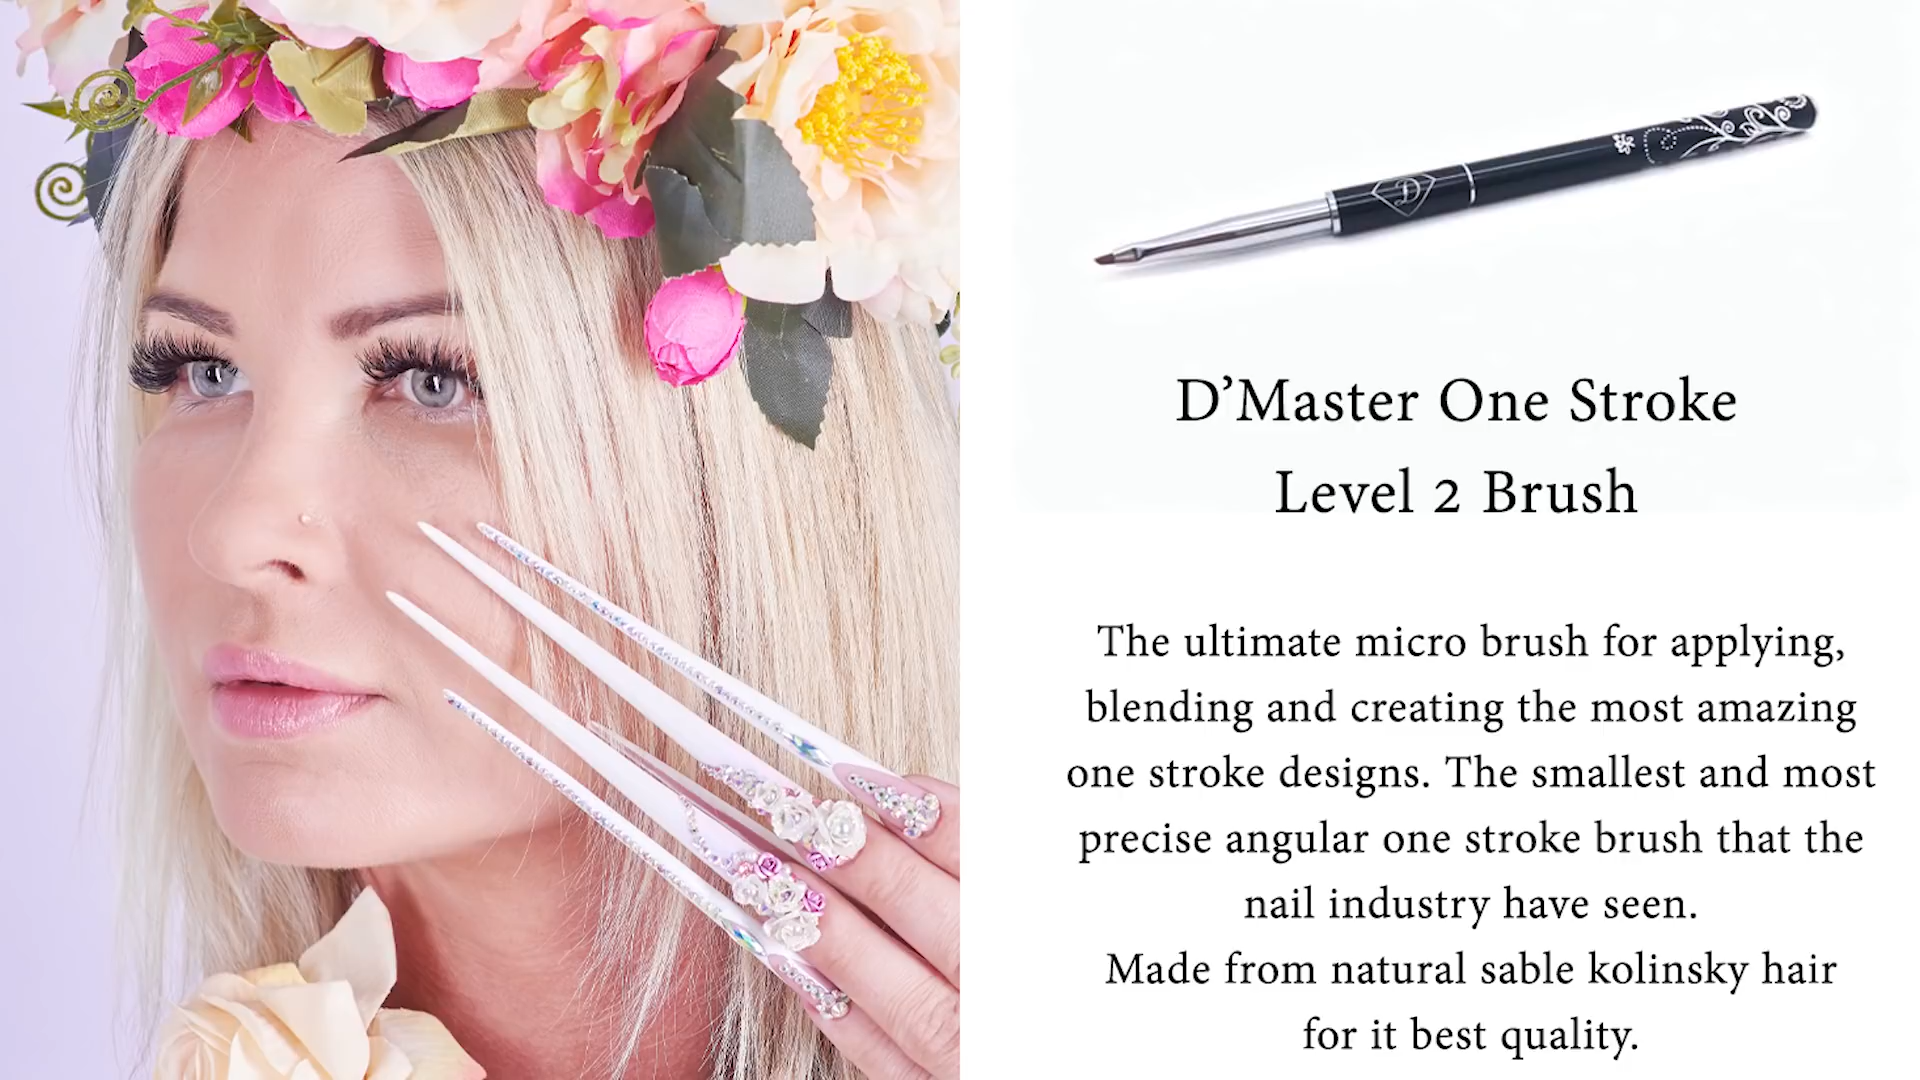 D
D’Master One Stroke
Level 2 Brush
The ultimate micro brush for applying,
blending and creating the most amazing
one stroke designs. The smallest and most
precise angular one stroke brush that the
nail industry have seen.
Made from natural sable kolinsky hair
for it best quality.